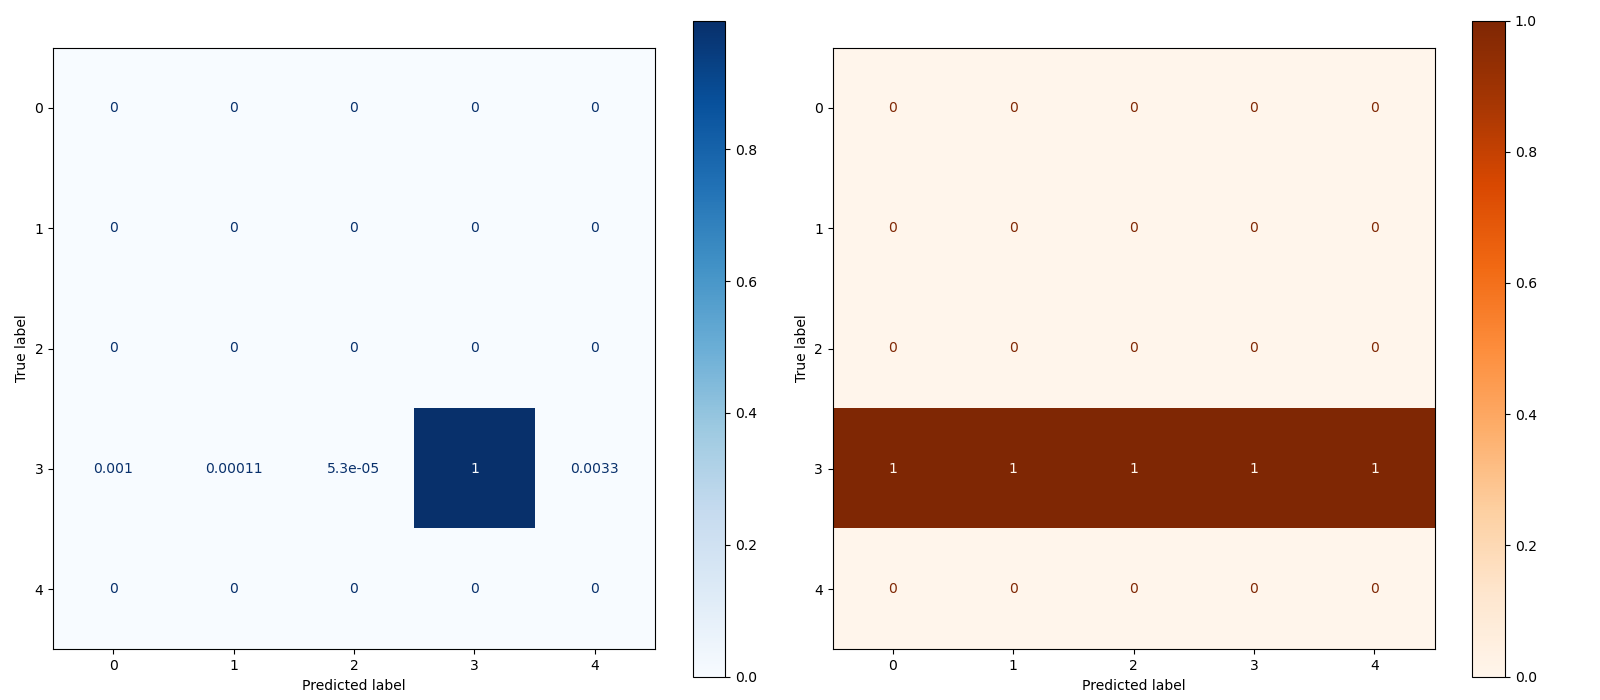 0 0 0 0 0 0
1 0 0 0 0 0
2 0 0 0 0 0
3 0.001 0.00011 5.3e-05 1 0.0033
4 0 0 0 0 0
0 1 2 3 4
Predicted label
True label
0.8
0.6
0.4
0.2
0.0
0 0 0 0 0 0
1 0 0 0 0 0
2 0 0 0 0 0
3 1 1 1 1 1
4 0 0 0 0 0
0 1 2 3 4
Predicted label
True label
1.0
0.8
0.6
0.4
0.2
0.0